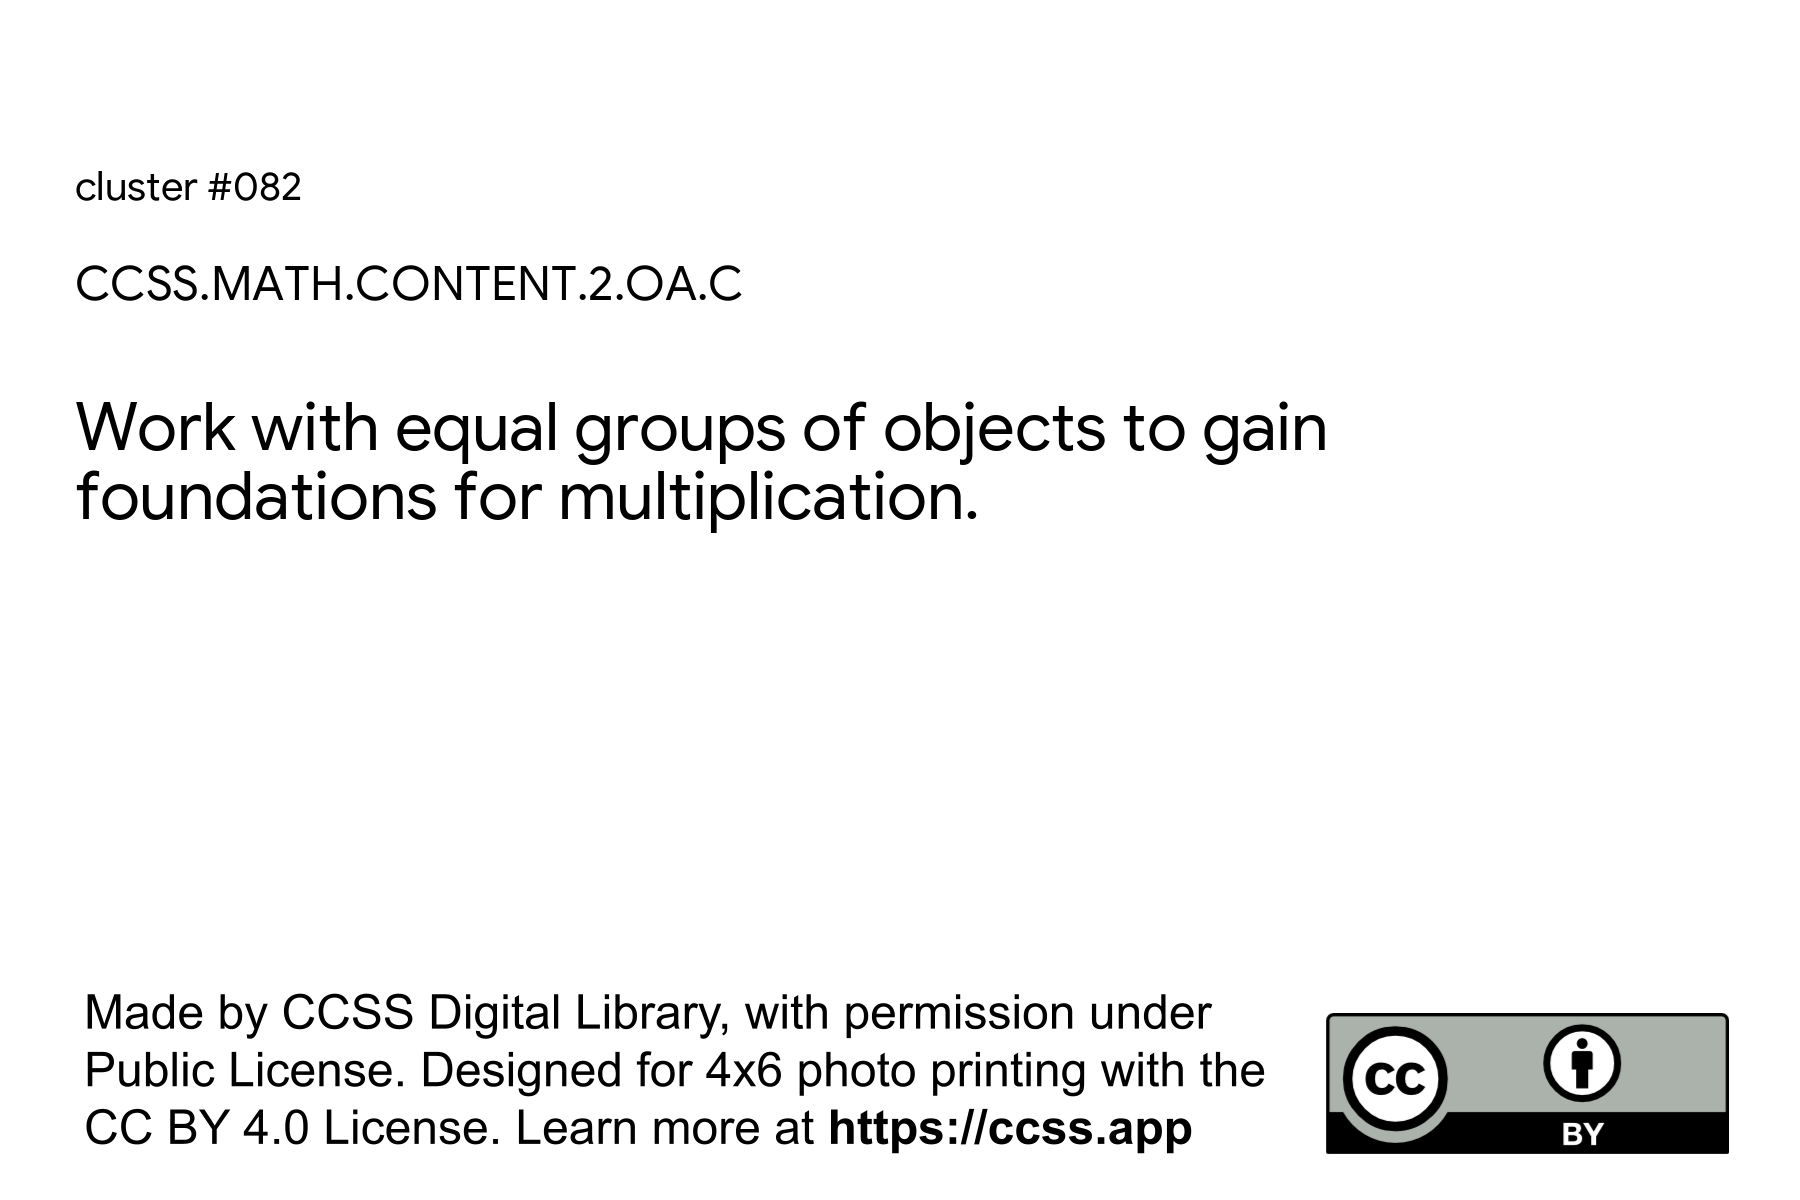 cluster #082
CCSS.MATH.CONTENT.2.OA.C
Work with equal groups of objects to gain
foundations for multiplication.
Made by CCSS Digital Library, with permission under
Public License. Designed for 4x6 photo printing with the
CC BY 4.0 License. Learn more at https://ccss.app
CC
BY